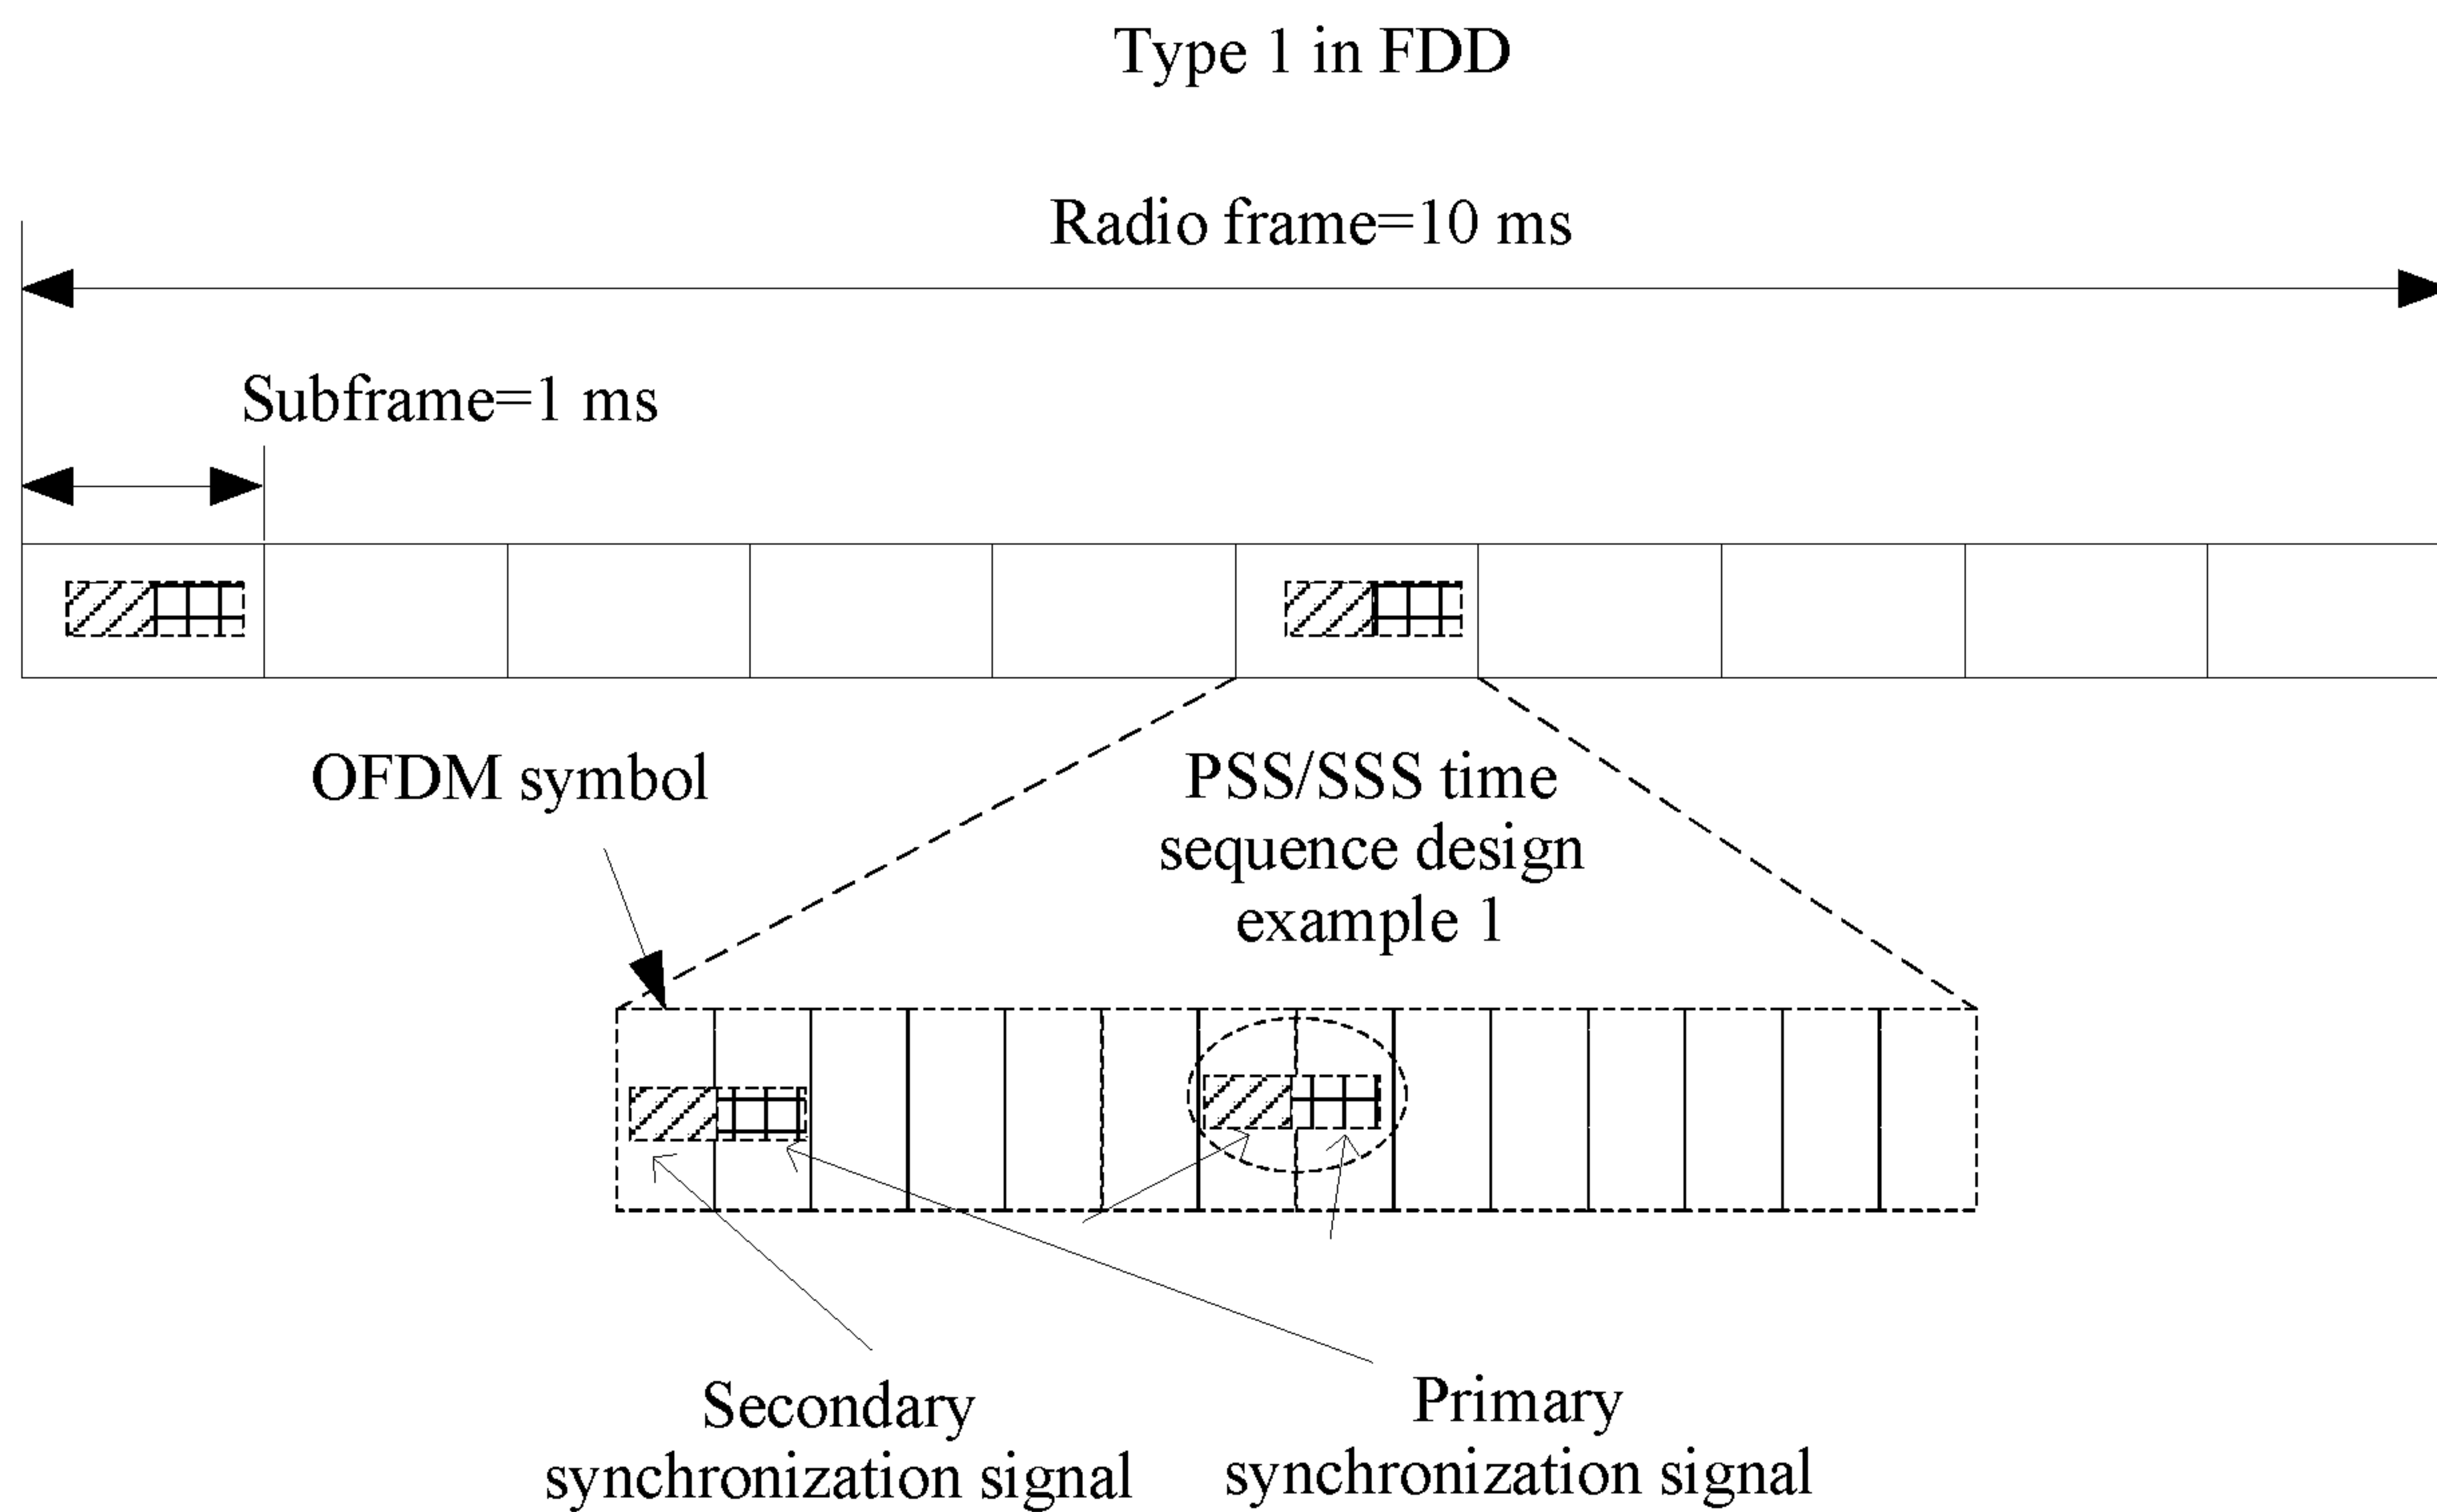 Type 1 in FDD
Radio frame=10 ms
Subframe=1 ms
OFDM symbol
PSS/SSS time
sequence design
example 1
Secondary
synchronization signal
Primary
synchronization signal